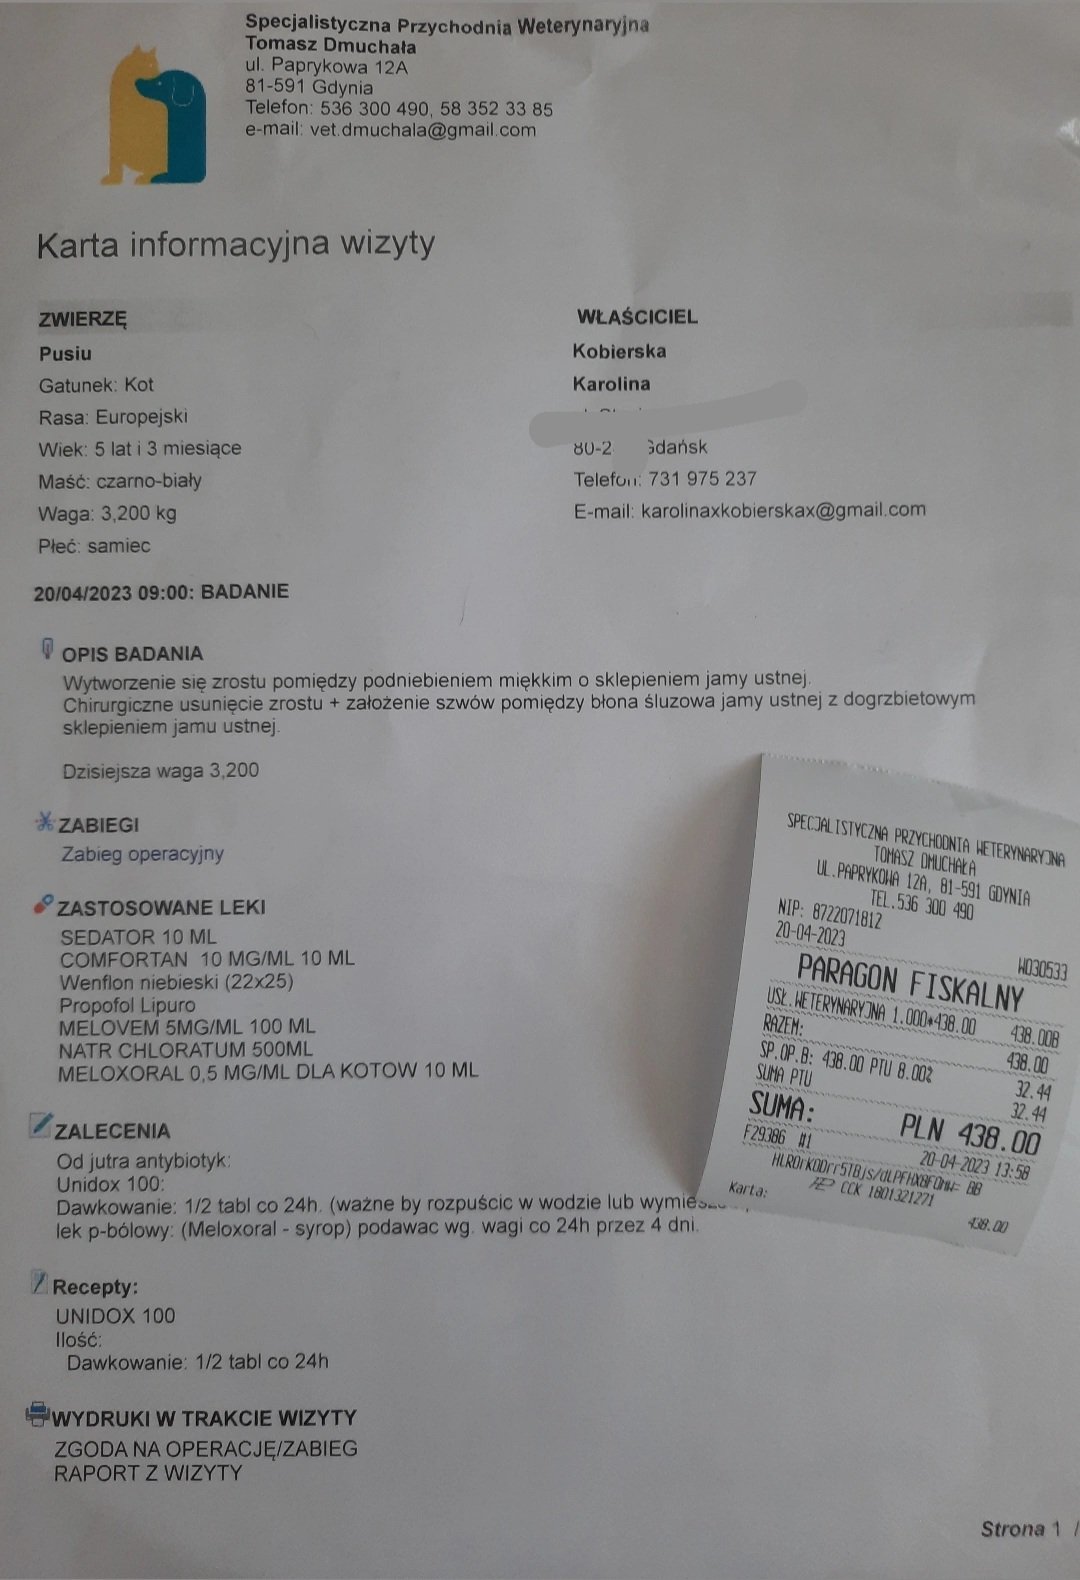 Specjalistyczna Przychodnia Weterynaryjna
Tomasz Dmuchała
ul. Paprykowa 12A
81-591 Gdynia
Telefon: 536 300 490, 58 352 33 85
e-mail: vet.dmuchala@gmail.com
Karta informacyjna wizyty
ZWIERZĘ
Pusiu
Gatunek: Kot
Rasa: Europejski
Wiek: 5 lat i 3 miesiące
Maść: czarno-biały
Waga: 3,200 kg
Płeć: samiec
WŁAŚCICIEL
Kobierska
Karolina
80-2 Gdańsk
Telefon: 731 975 237
E-mail: karolinaxkobierskax@gmail.com
20/04/2023 09:00: BADANIE
OPIS BADANIA
Wytworzenie się zrostu pomiędzy podniebieniem miękkim o sklepieniem jamy ustnej.
Chirurgiczne usunięcie zrostu + założenie szwów pomiędzy błona śluzowa jamy ustnej z dogrzbietowym
sklepieniem jamu ustnej.
Dzisiejsza waga 3,200
ZABIEGI
Zabieg operacyjny
ZASTOSOWANE LEKI
SEDATOR 10 ML
COMFORTAN 10 MG/ML 10 ML
Wenflon niebieski (22x25)
Propofol Lipuro
MELOVEM 5MG/ML 100 ML
NATR CHLORATUM 500ML
MELOXORAL 0,5 MG/ML DLA KOTOW 10 ML
ZALECENIA
Od jutra antybiotyk:
Unidox 100:
Dawkowanie: 1/2 tabl co 24h. (ważne by rozpuścic w wodzie lub
lek p-bólowy: (Meloxoral - syrop) podawac wg. wagi co 24h przez 4 dni.
Recepty:
UNIDOX 100
Ilość:
Dawkowanie: 1/2 tabl co 24h
WYDRUKI W TRAKCIE WIZYTY
ZGODA NA OPERACJĘ/ZABIEG
RAPORT Z WIZYTY
Strona 1 /
SPECJALISTYCZNA PRZYCHODNIA WETERYNARYJNA
TOMASZ DMUCHAŁA
UL.PAPRYKOWA 12A, 81-591 GDYNIA
TEL.536 300 490
NIP: 8722071812
20-04-2023 W030533
PARAGON FISKALNY
USŁ.WETERYNARYJNA 1.000*438.00 438.00B
RAZEM: 438.00
SP.OP.B: 438.00 PTU 8.00% 32.44
SUMA PTU 32.44
SUMA: PLN 438.00
F29386 #1 20-04-2023 13:58
CCK 1801321271
Karta: 438.00